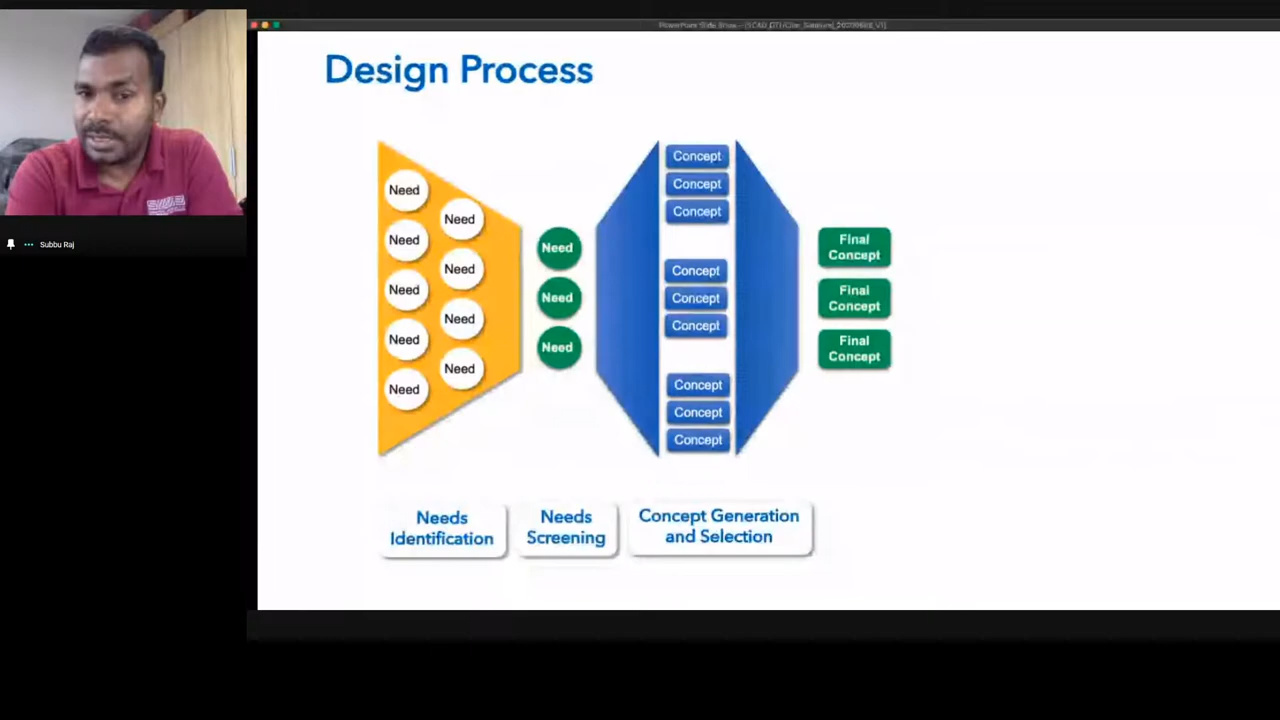 Design Process
Need
Need
Need
Need
Need
Need
Need
Need
Need
Need
Need
Need
Concept
Concept
Concept
Concept
Concept
Concept
Concept
Concept
Concept
Final
Concept
Final
Concept
Final
Concept
Needs
Identification
Needs
Screening
Concept Generation
and Selection
Subbu Raj